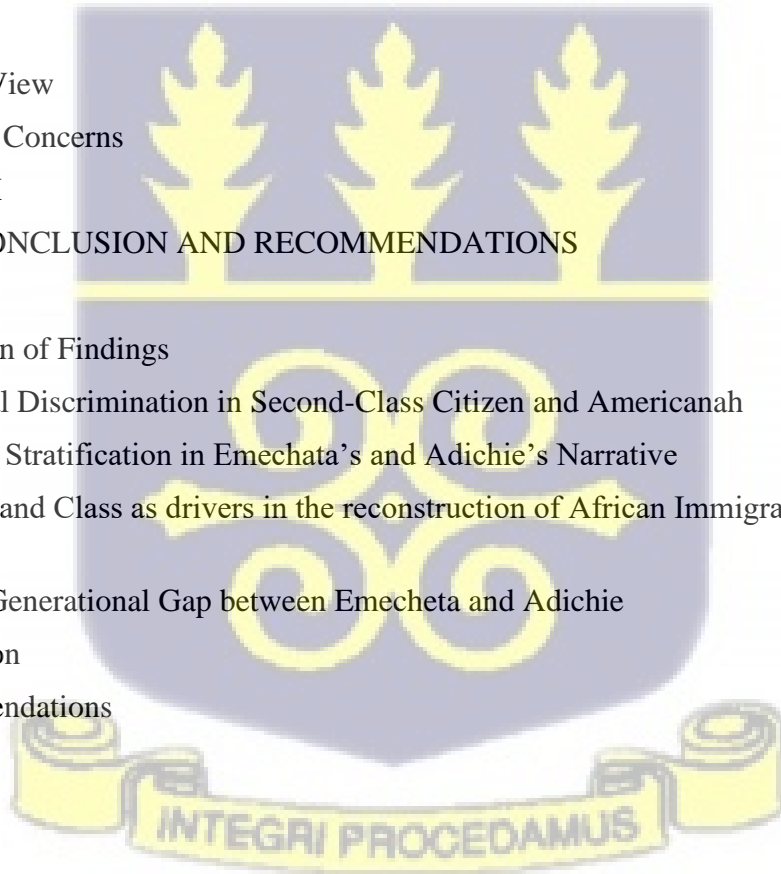 View
Concerns
ONCLUSION AND RECOMMENDATIONS
n of Findings
l Discrimination in Second-Class Citizen and Americanah
Stratification in Emechata’s and Adichie’s Narrative
and Class as drivers in the reconstruction of African Immigra
Generational Gap between Emecheta and Adichie
on
endations
INTEGRI PROCEDAMUS